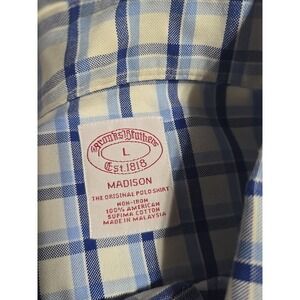 Brooks Brothers
L
Est. 1818
MADISON
THE ORIGINAL POLO SHIRT
NON-IRON
100% AMERICAN
SUPIMA COTTON
MADE IN MALAYSIA